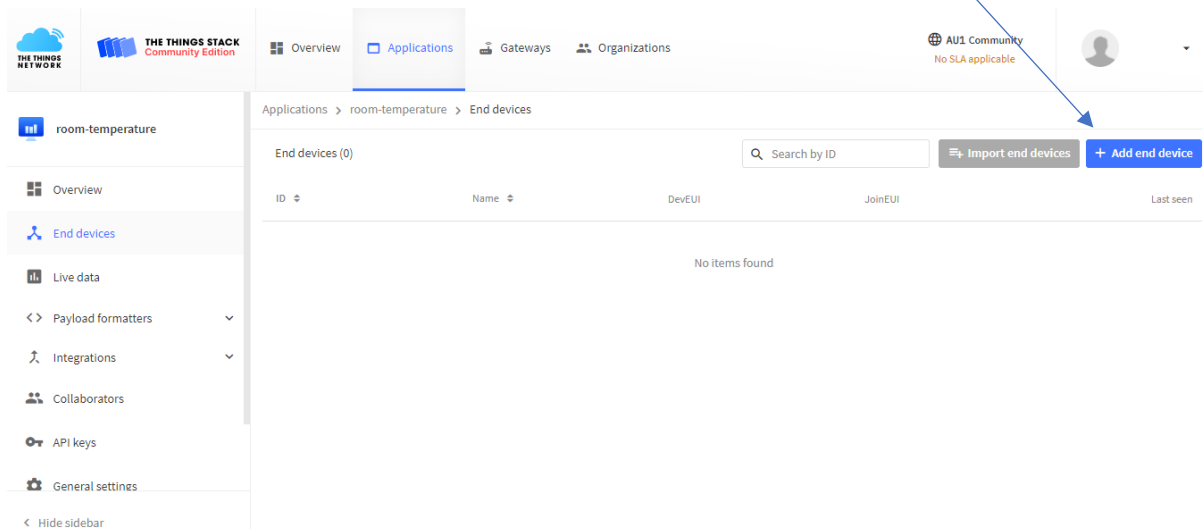 THE THINGS
NETWORK
THE THINGS STACK
Community Edition
Overview
Applications
Gateways
Organizations
AU1 Community
No SLA applicable
room-temperature
Overview
End devices
Live data
Payload formatters
Integrations
Collaborators
API keys
General settings
< Hide sidebar
Applications > room-temperature > End devices
End devices (0)
Search by ID
Import end devices
+ Add end device
ID Name DevEUI JoinEUI Last seen
No items found